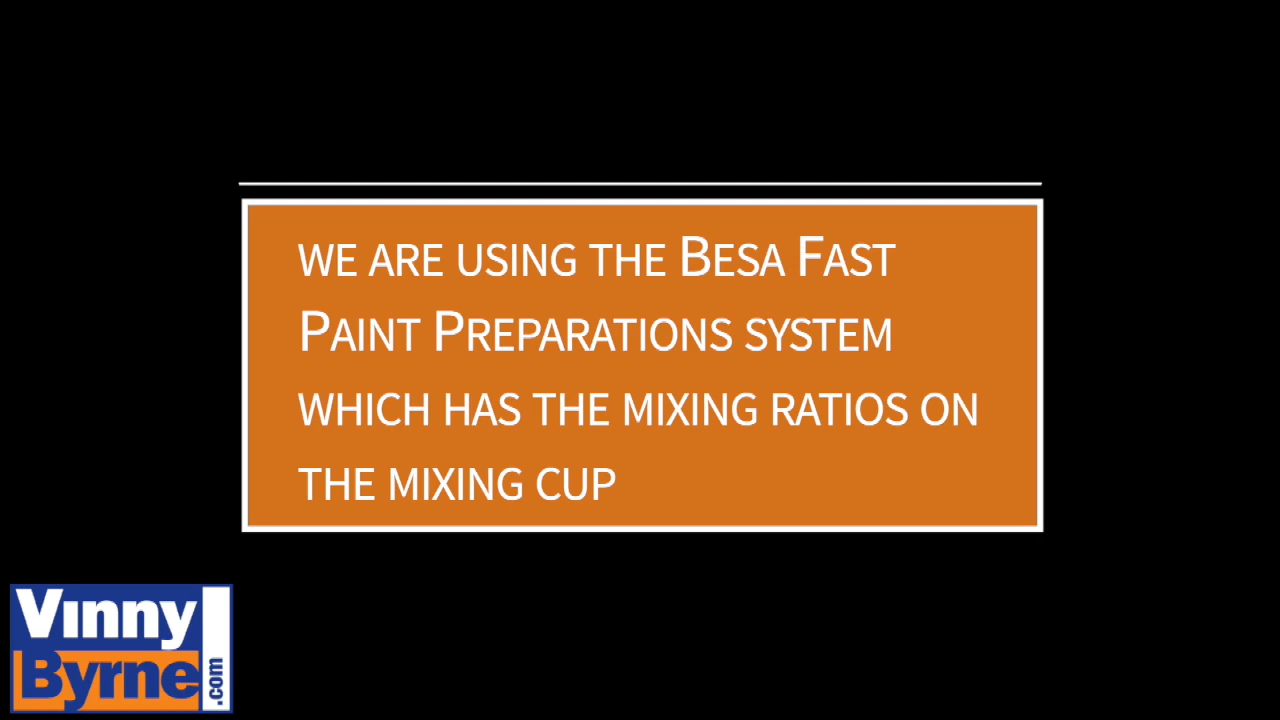 WE ARE USING THE BESA FAST
PAINT PREPARATIONS SYSTEM
WHICH HAS THE MIXING RATIOS ON
THE MIXING CUP
Vinny
Byrne
.com